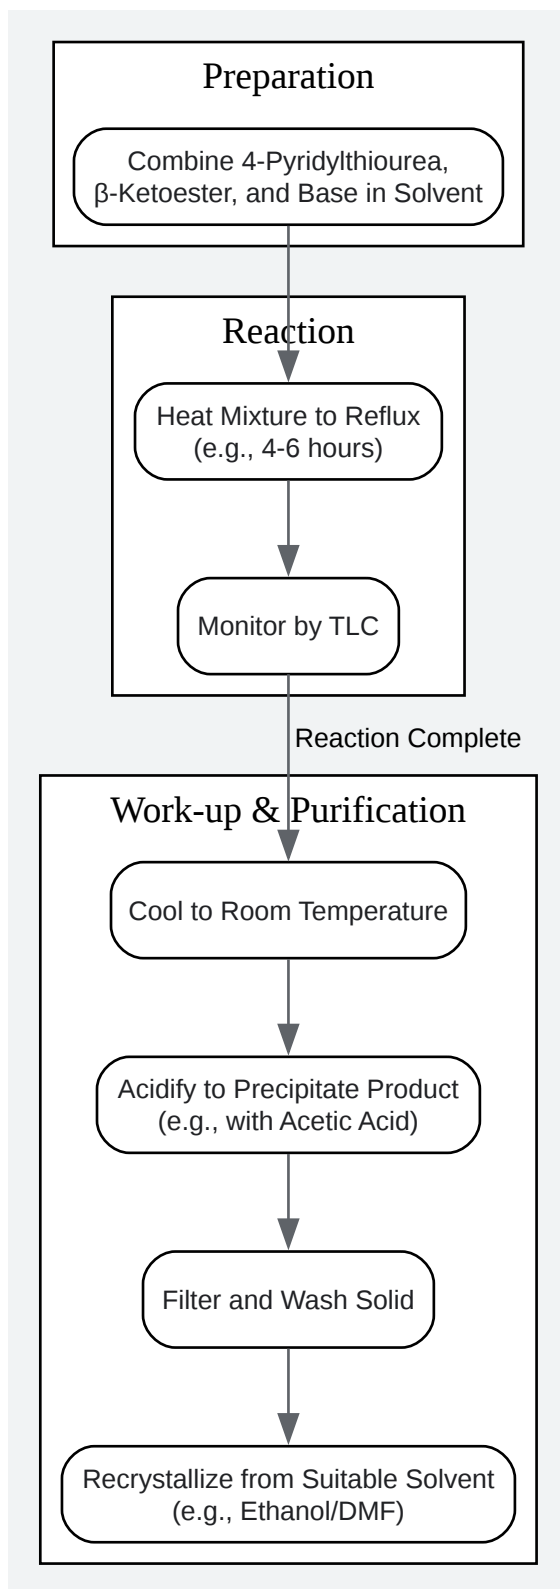 Preparation
Combine 4-Pyridylthiourea,
β-Ketoester, and Base in Solvent
Reaction
Heat Mixture to Reflux
(e.g., 4-6 hours)
Monitor by TLC
Reaction Complete
Work-up & Purification
Cool to Room Temperature
Acidify to Precipitate Product
(e.g., with Acetic Acid)
Filter and Wash Solid
Recrystallize from Suitable Solvent
(e.g., Ethanol/DMF)